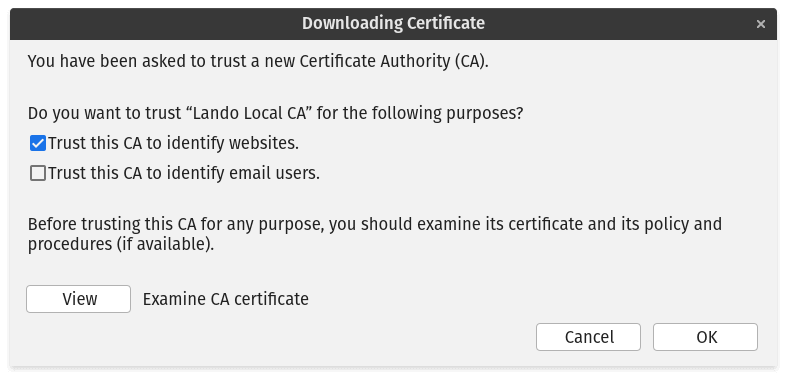 Downloading Certificate
You have been asked to trust a new Certificate Authority (CA).
Do you want to trust “Lando Local CA” for the following purposes?
Trust this CA to identify websites.
Trust this CA to identify email users.
Before trusting this CA for any purpose, you should examine its certificate and its policy and
procedures (if available).
View Examine CA certificate
Cancel OK